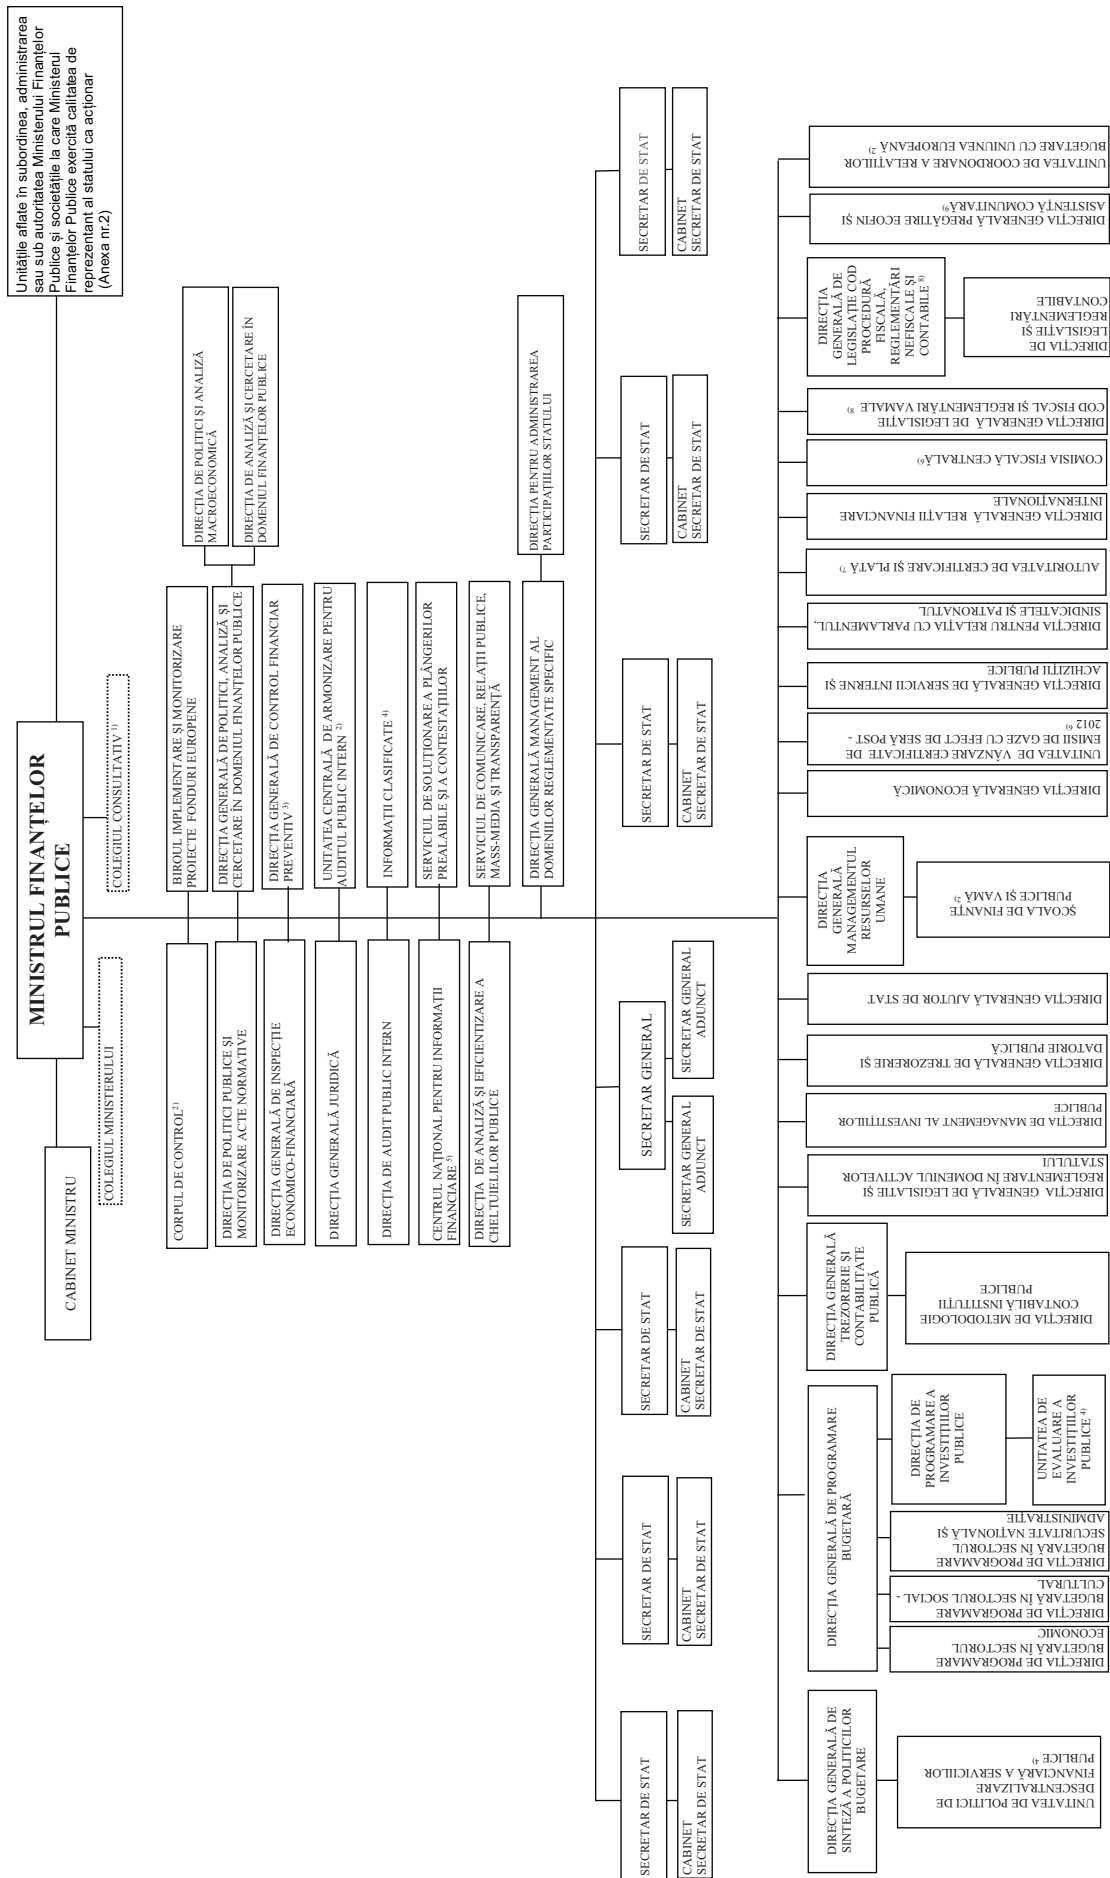 MINISTRUL FINANȚELOR
PUBLICE
Unitățile aflate în subordinea, administrarea
sau sub autoritatea Ministerului Finanțelor
Publice și societățile la care Ministerul
Finanțelor Publice exercită calitatea de
reprezentant al statului ca acționar
(Anexa nr.2)
CABINET MINISTRU
COLEGIUL MINISTERULUI
COLEGIUL CONSULTATIV 1)
CORPUL DE CONTROL2)
BIROUL IMPLEMENTARE ȘI MONITORIZARE
PROIECTE FONDURI EUROPENE
DIRECȚIA DE POLITICI PUBLICE ȘI
MONITORIZARE ACTE NORMATIVE
DIRECȚIA GENERALĂ DE POLITICI, ANALIZĂ ȘI
CERCETARE ÎN DOMENIUL FINANȚELOR PUBLICE
DIRECȚIA DE POLITICI ȘI ANALIZĂ
MACROECONOMICĂ
DIRECȚIA DE ANALIZĂ ȘI CERCETARE ÎN
DOMENIUL FINANȚELOR PUBLICE
DIRECȚIA GENERALĂ DE INSPECȚIE
ECONOMICO-FINANCIARĂ
DIRECȚIA GENERALĂ DE CONTROL FINANCIAR
PREVENTIV 3)
DIRECȚIA GENERALĂ JURIDICĂ
UNITATEA CENTRALĂ DE ARMONIZARE PENTRU
AUDITUL PUBLIC INTERN 2)
DIRECȚIA DE AUDIT PUBLIC INTERN
INFORMAȚII CLASIFICATE 4)
CENTRUL NAȚIONAL PENTRU INFORMAȚII
FINANCIARE 5)
SERVICIUL DE SOLUȚIONARE A PLÂNGERILOR
PREALABILE ȘI A CONTESTAȚIILOR
DIRECȚIA DE ANALIZĂ ȘI EFICIENTIZARE A
CHELTUIELILOR PUBLICE
SERVICIUL DE COMUNICARE, RELAȚII PUBLICE,
MASS-MEDIA ȘI TRANSPARENȚĂ
DIRECȚIA GENERALĂ MANAGEMENT AL
DOMENIILOR REGLEMENTATE SPECIFIC
DIRECȚIA PENTRU ADMINISTRAREA
PARTICIPAȚIILOR STATULUI
SECRETAR DE STAT
CABINET
SECRETAR DE STAT
SECRETAR DE STAT
CABINET
SECRETAR DE STAT
SECRETAR DE STAT
CABINET
SECRETAR DE STAT
SECRETAR GENERAL
SECRETAR GENERAL
ADJUNCT
SECRETAR GENERAL
ADJUNCT
SECRETAR DE STAT
CABINET
SECRETAR DE STAT
SECRETAR DE STAT
CABINET
SECRETAR DE STAT
SECRETAR DE STAT
CABINET
SECRETAR DE STAT
DIRECȚIA GENERALĂ DE
SINTEZĂ A POLITICILOR
BUGETARE
UNITATEA DE POLITICI DE
DESCENTRALIZARE
FINANCIARĂ A SERVICIILOR
PUBLICE 4)
DIRECȚIA GENERALĂ DE PROGRAMARE
BUGETARĂ
DIRECȚIA DE PROGRAMARE
BUGETARĂ ÎN SECTORUL
ECONOMIC
DIRECȚIA DE PROGRAMARE
BUGETARĂ ÎN SECTORUL SOCIAL -
CULTURAL
DIRECȚIA DE PROGRAMARE
BUGETARĂ ÎN SECTORUL
SECURITATE NAȚIONALĂ ȘI
ADMINISTRAȚIE
DIRECȚIA DE
PROGRAMARE A
INVESTIȚIILOR
PUBLICE
UNITATEA DE
EVALUARE A
INVESTIȚIILOR
PUBLICE 4)
DIRECȚIA GENERALĂ
TREZORERIE ȘI
CONTABILITATE
PUBLICĂ
DIRECȚIA DE METODOLOGIE
CONTABILĂ INSTITUȚII
PUBLICE
DIRECȚIA GENERALĂ DE LEGISLATIE ȘI
REGLEMENTARE ÎN DOMENIUL ACTIVELOR
STATULUI
DIRECȚIA DE MANAGEMENT AL INVESTIȚIILOR
PUBLICE
DIRECȚIA GENERALĂ DE TREZORERIE ȘI
DATORIE PUBLICĂ
DIRECȚIA GENERALĂ AJUTOR DE STAT
DIRECȚIA
GENERALĂ
MANAGEMENTUL
RESURSELOR
UMANE
ȘCOALA DE FINANȚE
PUBLICE ȘI VAMĂ 2)
DIRECȚIA GENERALĂ ECONOMICĂ
UNITATEA DE VÂNZARE CERTIFICATE DE
EMISII DE GAZE CU EFECT DE SERĂ POST -
2012 6)
DIRECȚIA GENERALĂ DE SERVICII INTERNE ȘI
ACHIZIȚII PUBLICE
DIRECȚIA PENTRU RELAȚIA CU PARLAMENTUL,
SINDICATELE ȘI PATRONATUL
AUTORITATEA DE CERTIFICARE ȘI PLATĂ 7)
DIRECȚIA GENERALĂ RELAȚII FINANCIARE
INTERNAȚIONALE
COMISIA FISCALĂ CENTRALĂ6)
DIRECȚIA GENERALĂ DE LEGISLAȚIE
COD FISCAL ȘI REGLEMENTĂRI VAMALE 8)
DIRECȚIA
GENERALĂ DE
LEGISLAȚIE COD
PROCEDURĂ
FISCALĂ,
REGLEMENTĂRI
NEFISCALE ȘI
CONTABILE 8)
DIRECȚIA DE
LEGISLAȚIE ȘI
REGLEMENTĂRI
CONTABILE
DIRECȚIA GENERALĂ PREGĂTIRE ECOFIN ȘI
ASISTENȚĂ COMUNITARĂ9)
UNITATEA DE COORDONARE A RELAȚIILOR
BUGETARE CU UNIUNEA EUROPEANĂ 2)